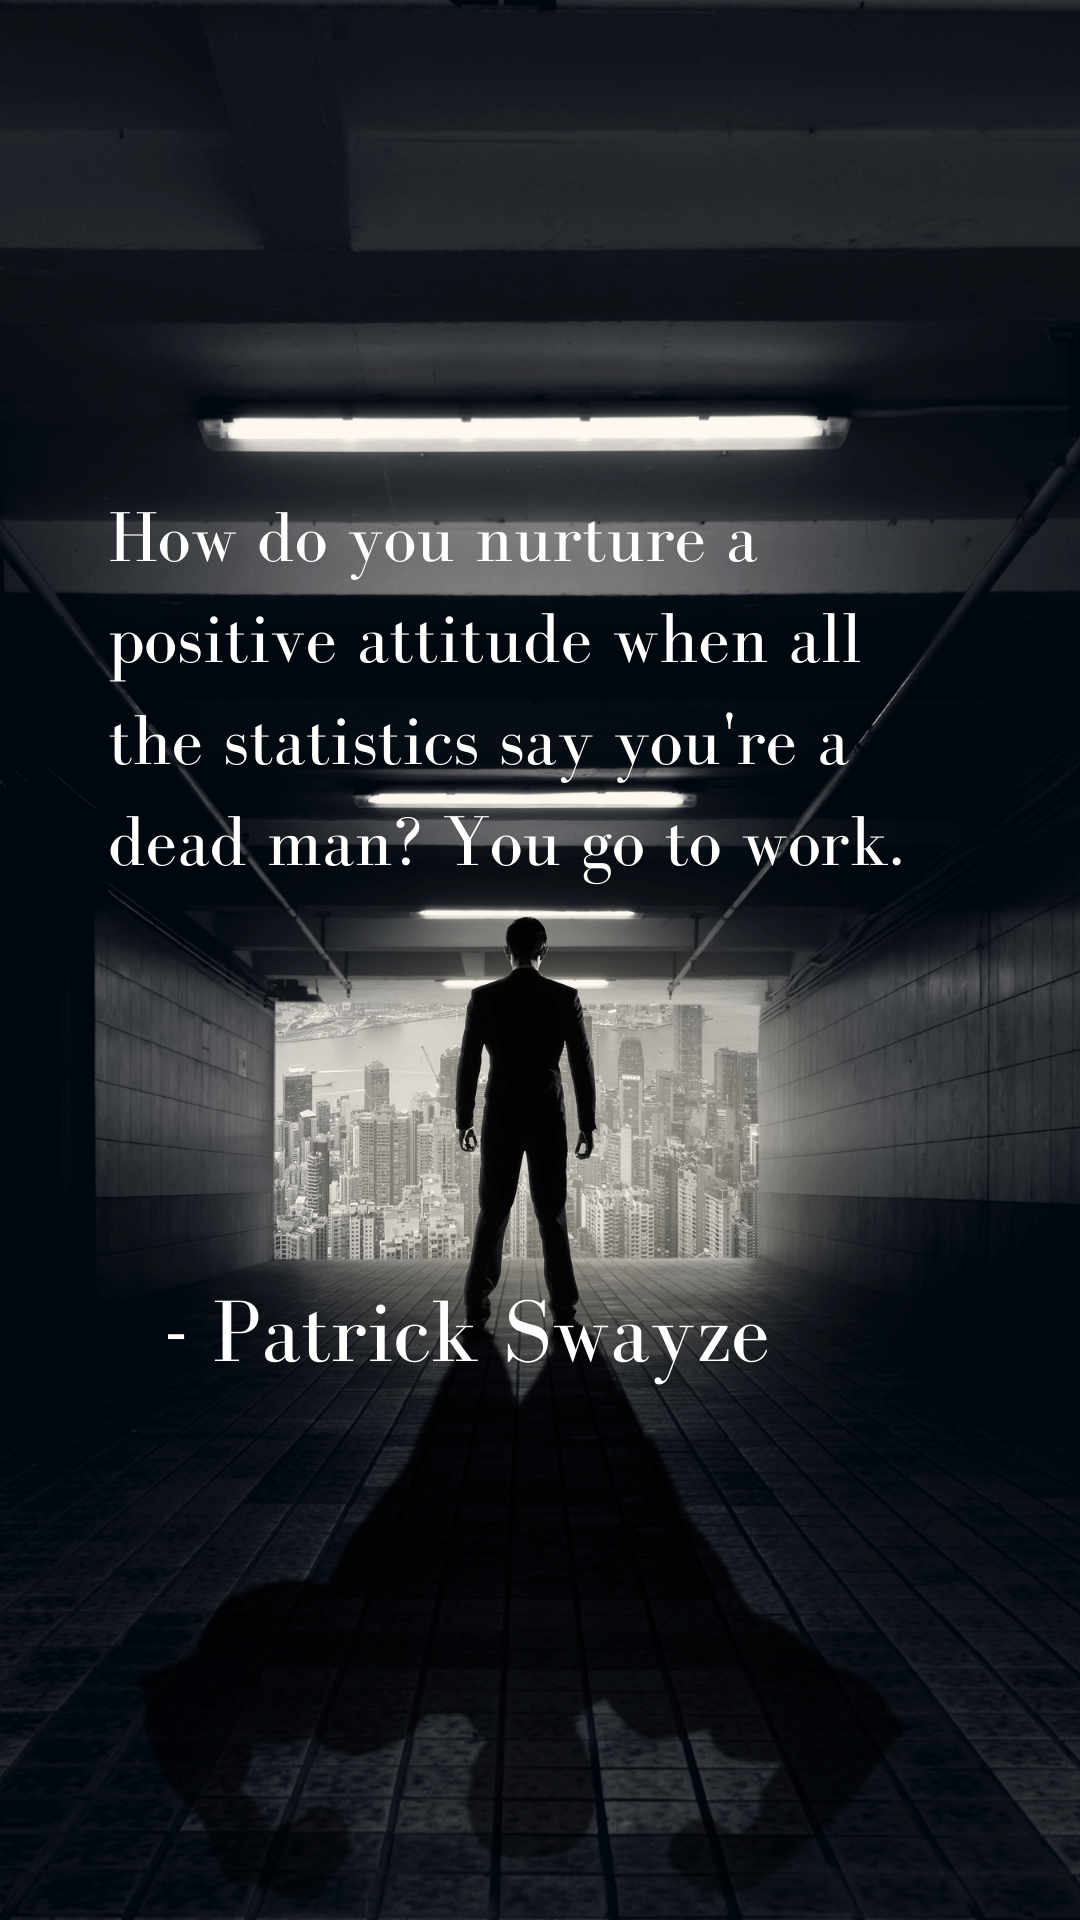 How do you nurture a
positive attitude when all
the statistics say you're a
dead man? You go to work.
- Patrick Swayze